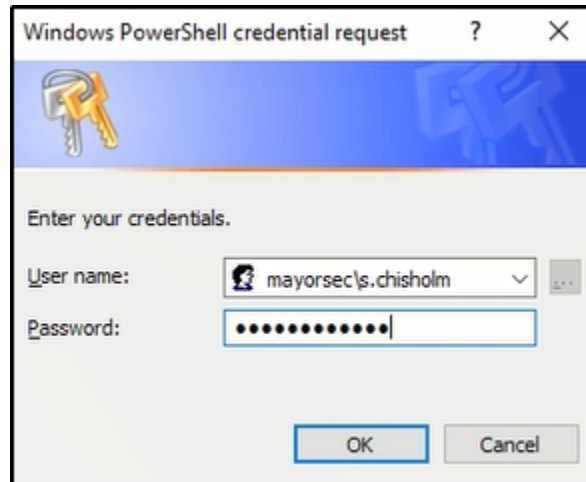 Windows PowerShell credential request ?
Enter your credentials.
User name: mayorsec\s.chisholm ...
Password: ●●●●●●●●●●●●
OK Cancel